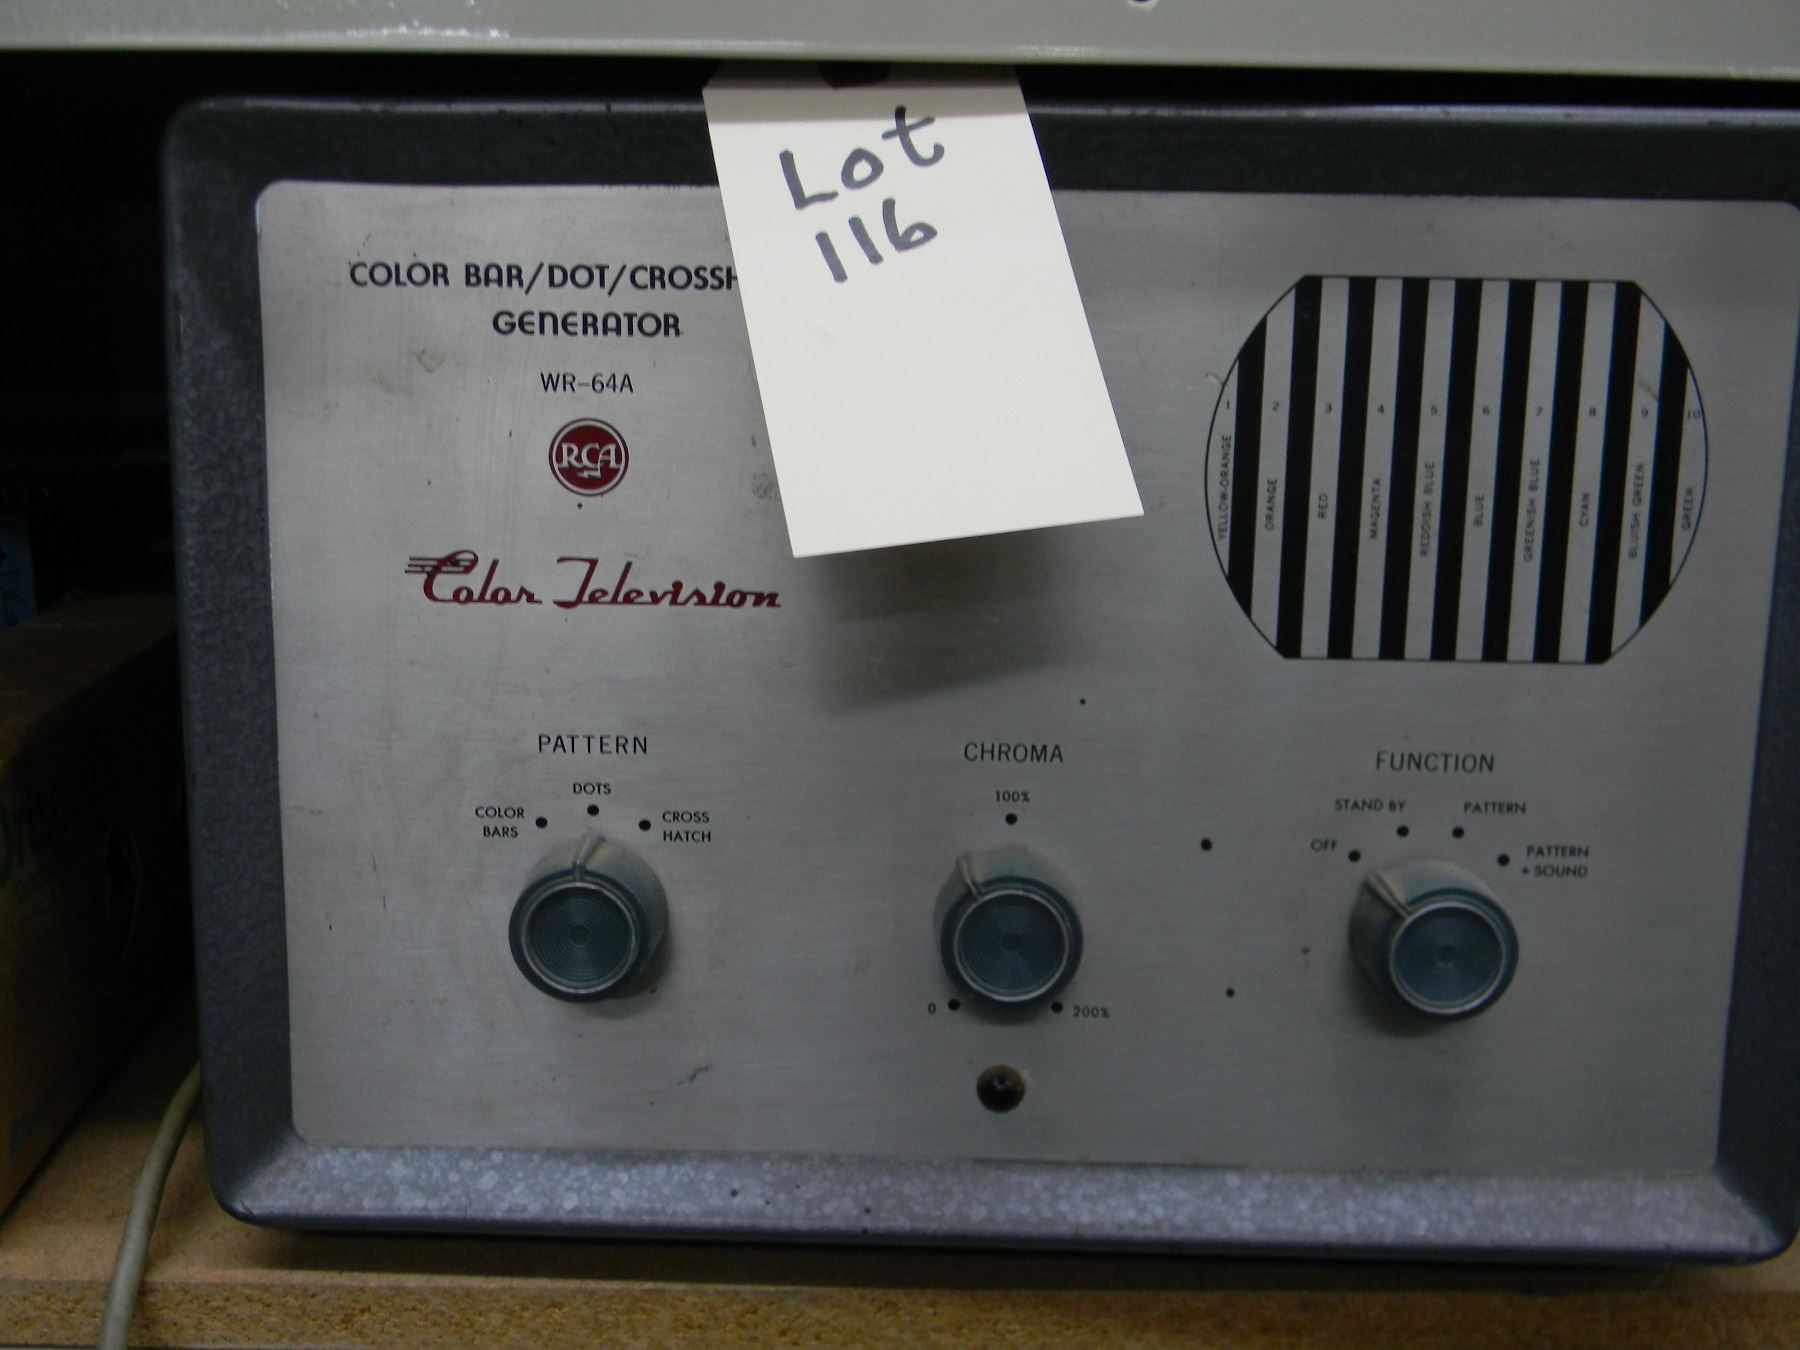 Lot
116
COLOR BAR/DOT/CROSSH
GENERATOR
WR-64A
RCA
Color Television
1 2 3 4 5 6 7 8 9 10
YELLOW-ORANGE
ORANGE
RED
MAGENTA
REDDISH BLUE
BLUE
GREENISH BLUE
CYAN
BLUISH GREEN
GREEN
PATTERN
DOTS
COLOR
BARS
CROSS
HATCH
CHROMA
100%
0
200%
FUNCTION
STAND BY
PATTERN
OFF
PATTERN
+ SOUND